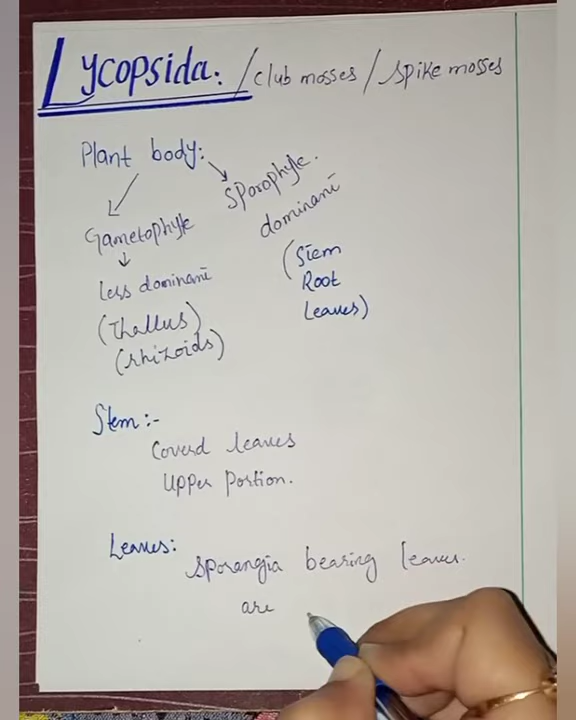 Lycopsida: / club mosses / spike mosses
Plant body:
Gametophyte
Less dominant
(Thallus)
(rhizoids)
Sporophyte.
dominant
(Stem
Root
Leaves)
Stem:-
Coverd leaves
Upper Portion.
Leaves:
Sporangia bearing leaves.
are